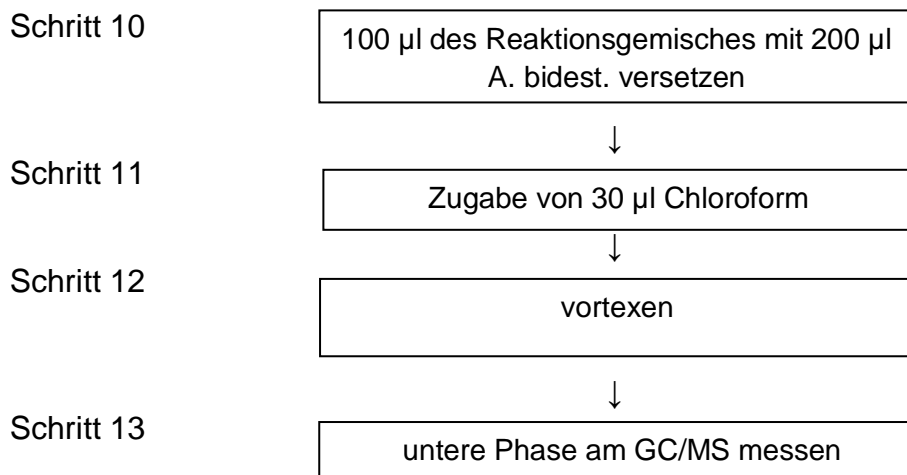 Schritt 10
100 µl des Reaktionsgemisches mit 200 µl
A. bidest. versetzen
↓
Schritt 11
Zugabe von 30 µl Chloroform
↓
Schritt 12
vortexen
↓
Schritt 13
untere Phase am GC/MS messen